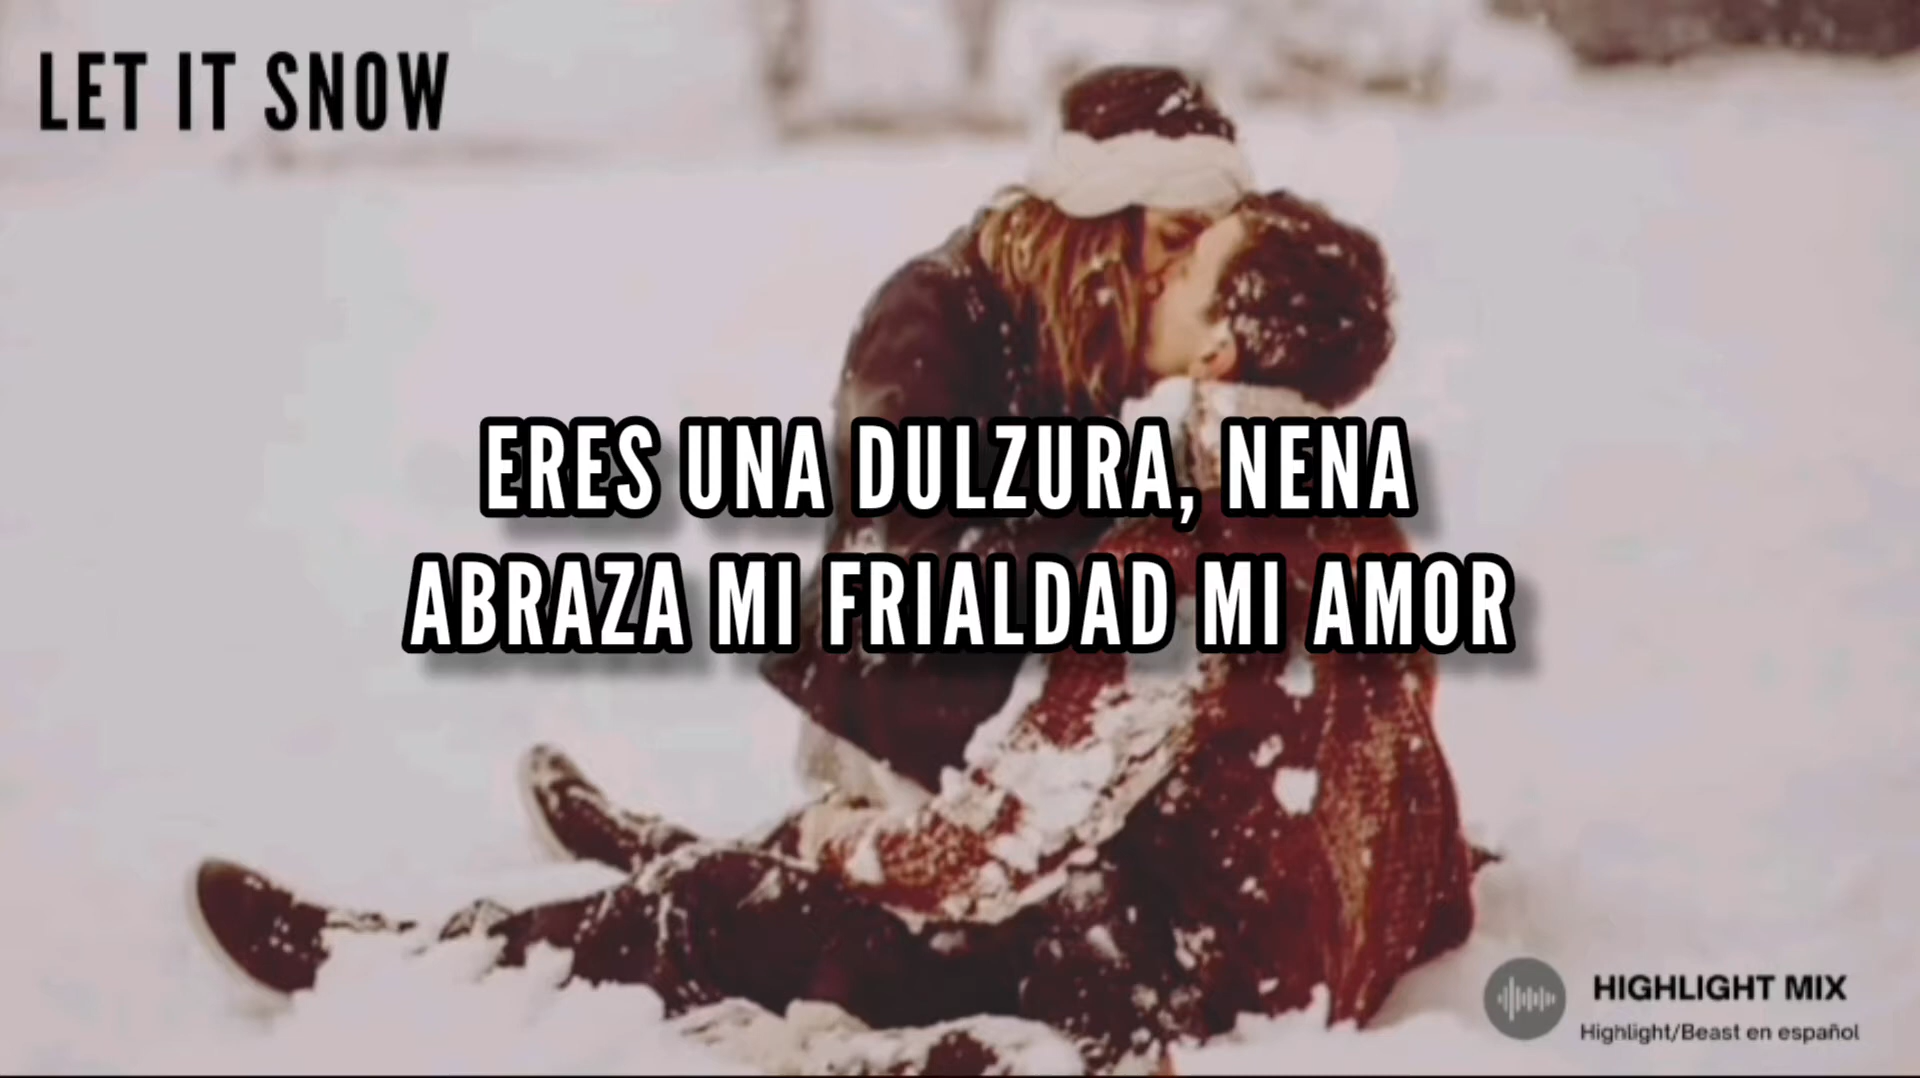 LET IT SNOW
ERES UNA DULZURA, NENA
ABRAZA MI FRIALDAD MI AMOR
HIGHLIGHT MIX
Highlight/Beast en español